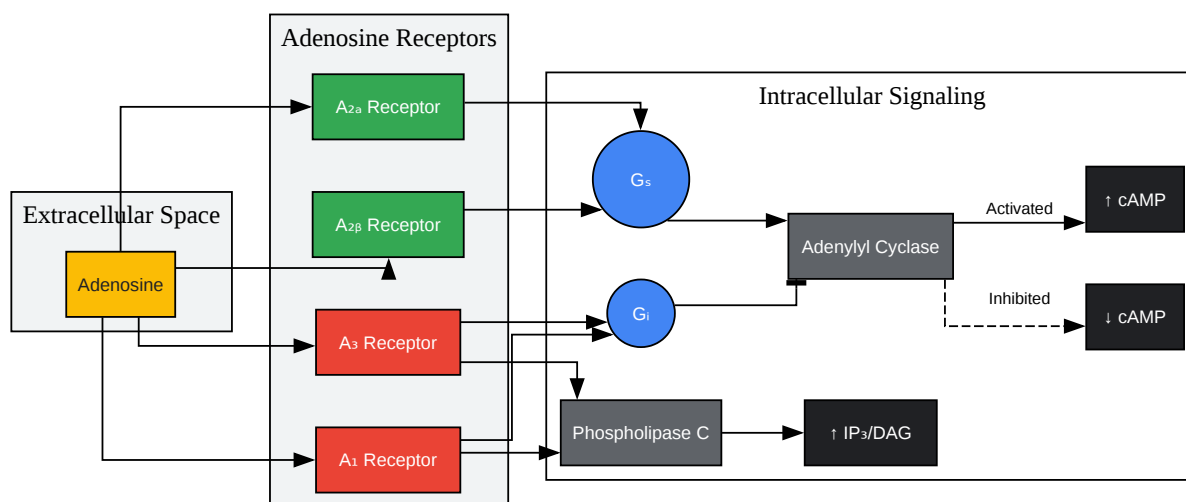 Adenosine Receptors
A₂ₐ Receptor
Intracellular Signaling
Gₛ
↑ cAMP
Extracellular Space
A₂ᵦ Receptor
Activated
Adenylyl Cyclase
Adenosine
Inhibited
Gᵢ
↓ cAMP
A₃ Receptor
Phospholipase C
↑ IP₃/DAG
A₁ Receptor